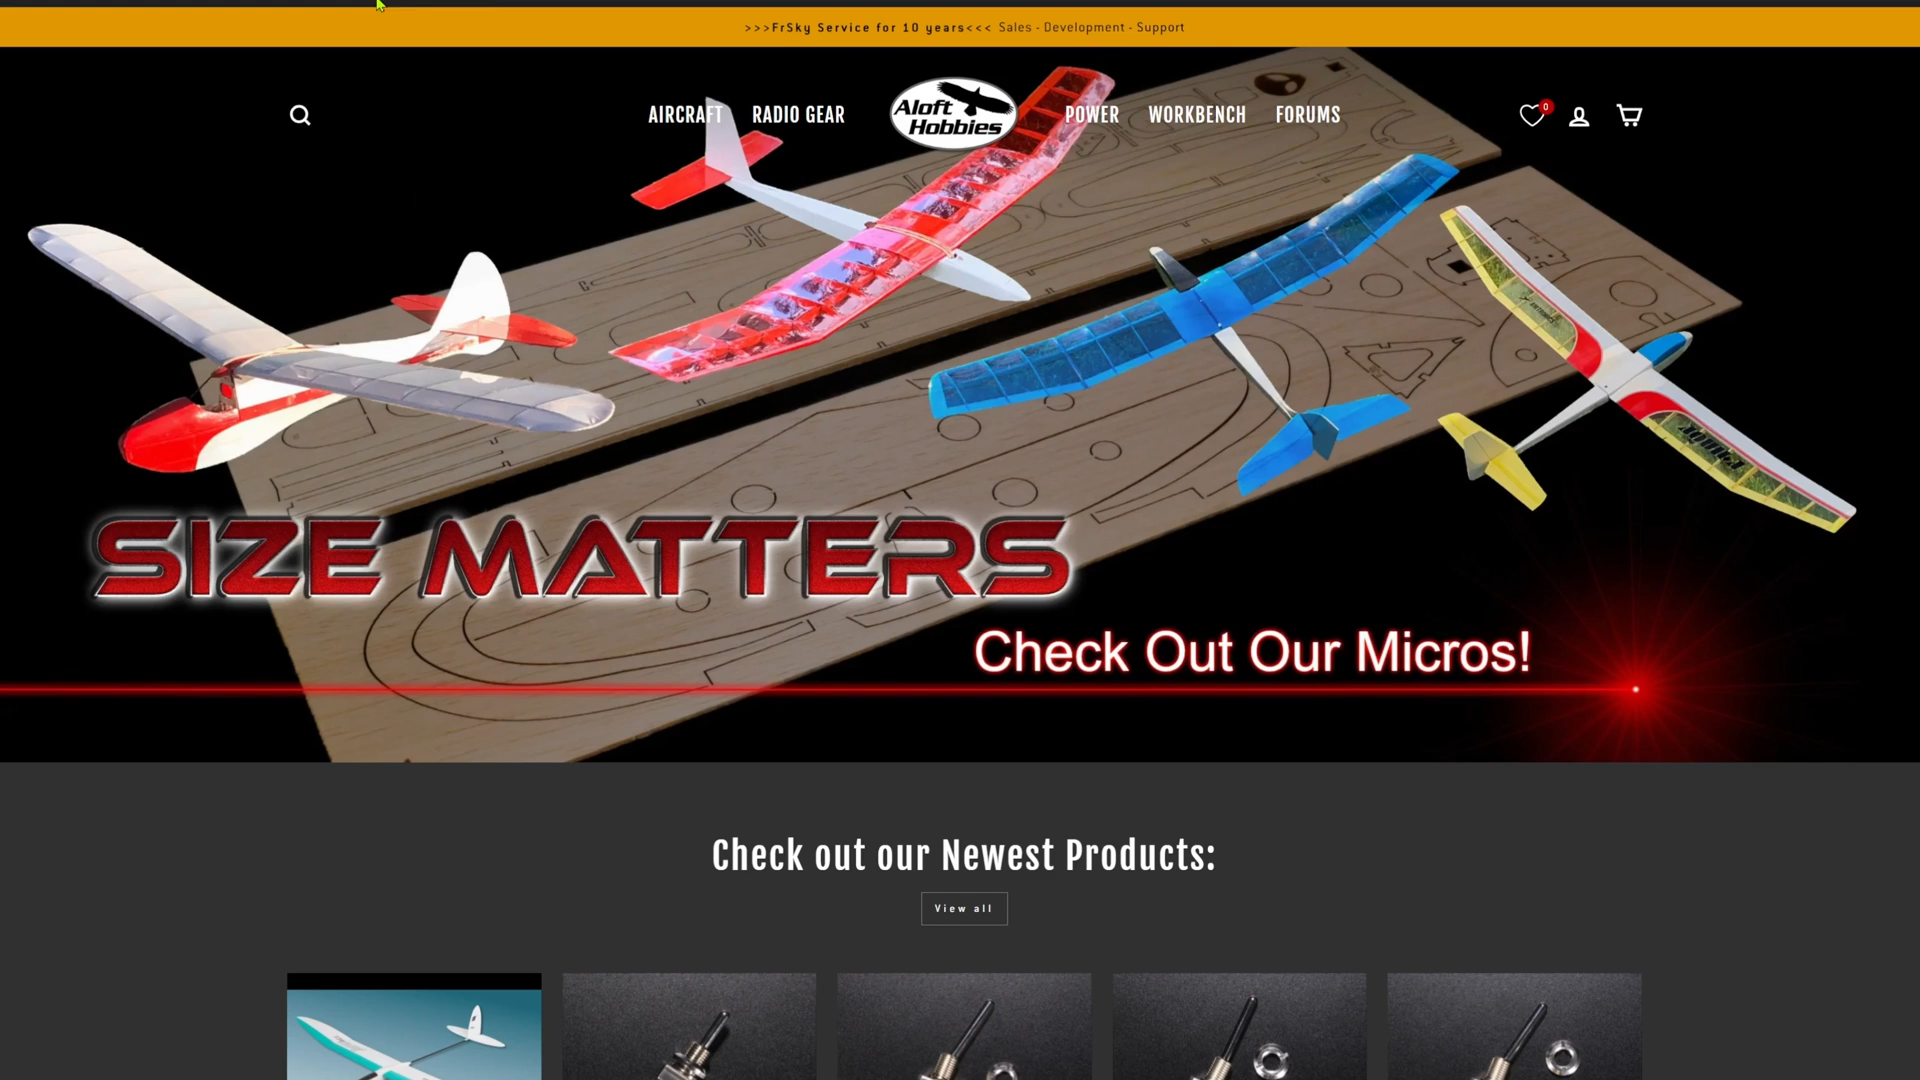 >>>FrSky Service for 10 years<<< Sales - Development - Support
AIRCRAFT RADIO GEAR
Aloft
Hobbies
POWER WORKBENCH FORUMS
0
SIZE MATTERS
Check Out Our Micros!
Check out our Newest Products:
View all